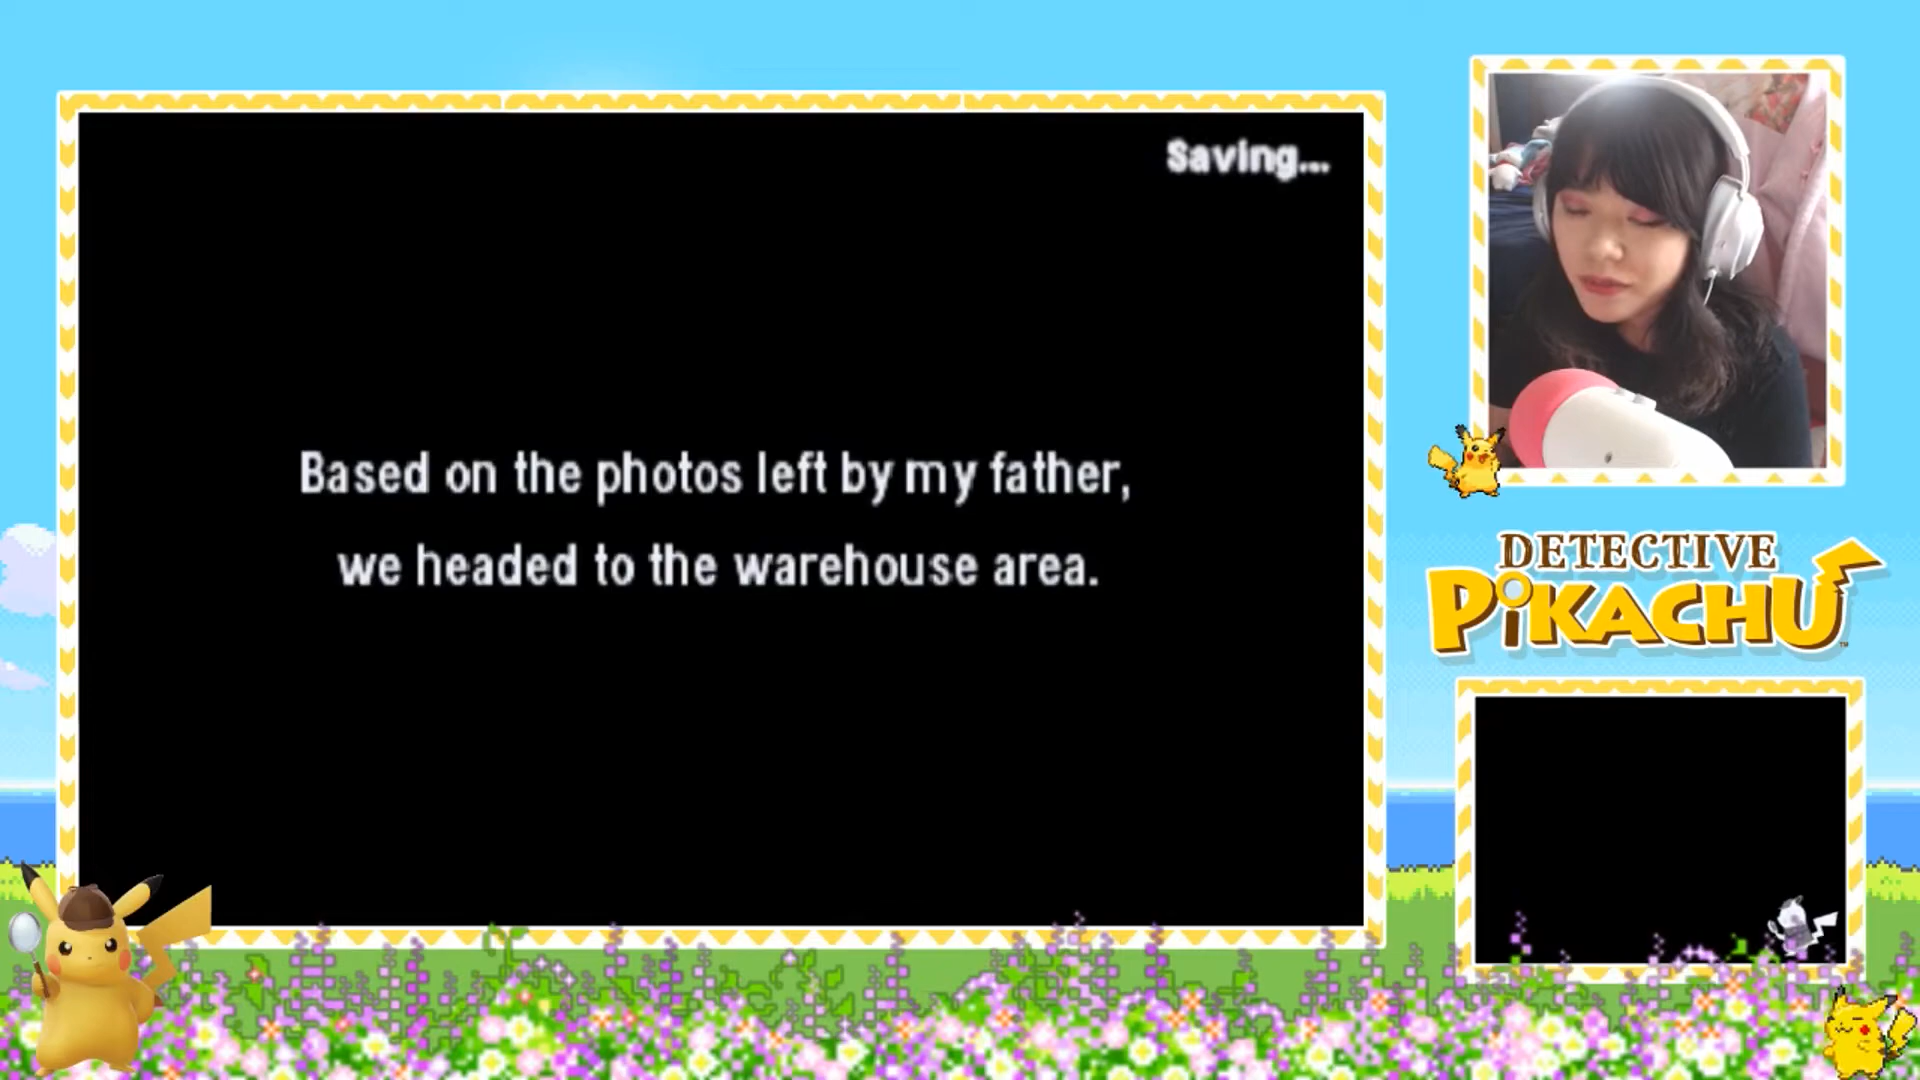 Saving...
Based on the photos left by my father,
we headed to the warehouse area.
DETECTIVE
PiKACHU